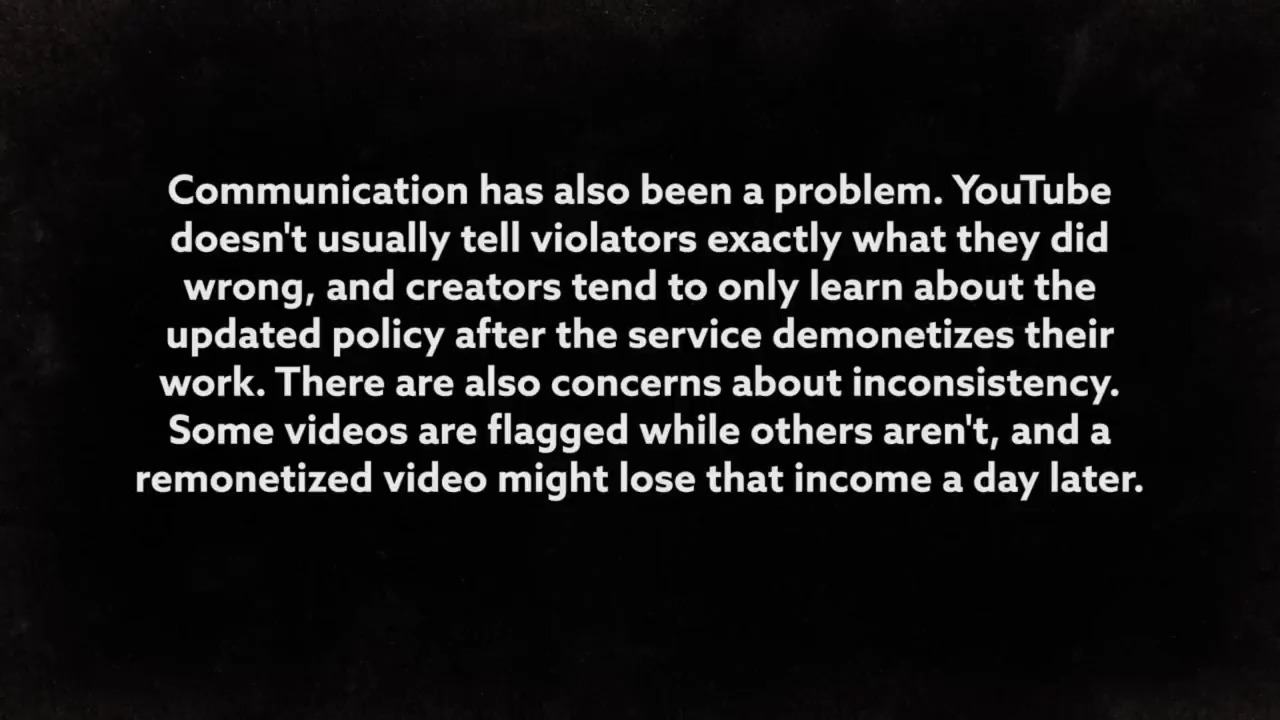 Communication has also been a problem. YouTube
doesn't usually tell violators exactly what they did
wrong, and creators tend to only learn about the
updated policy after the service demonetizes their
work. There are also concerns about inconsistency.
Some videos are flagged while others aren't, and a
remonetized video might lose that income a day later.